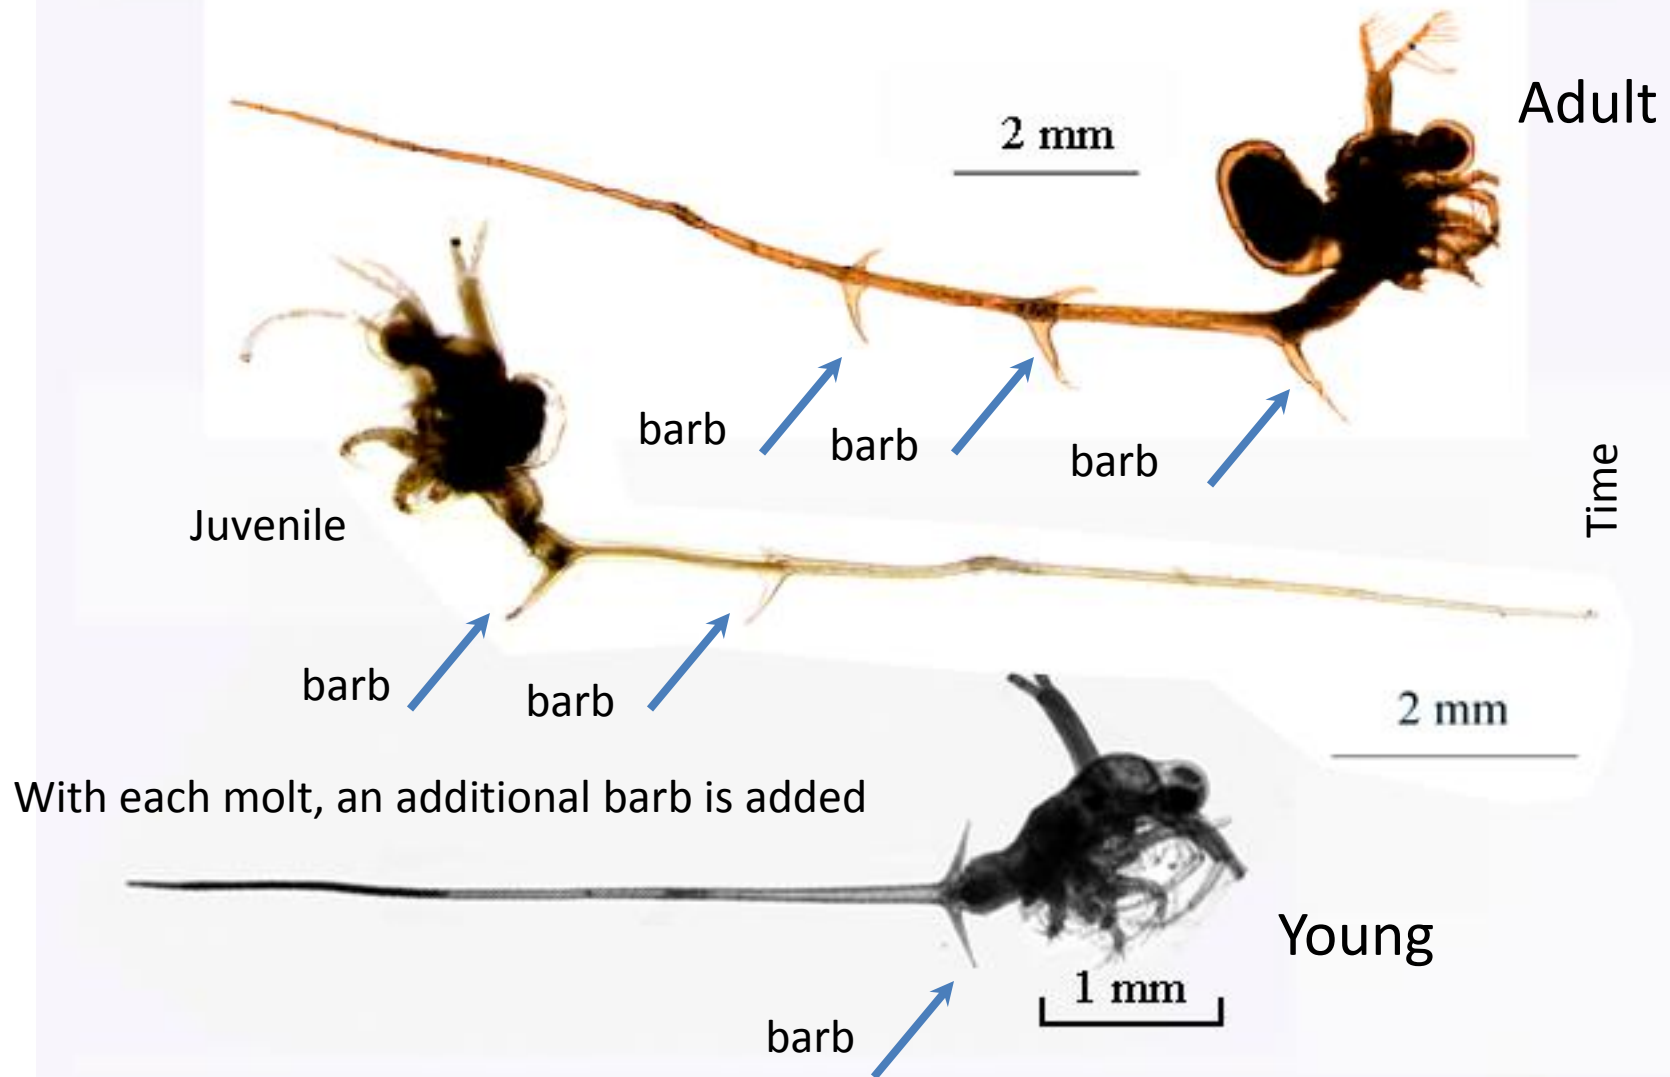 Adult
2 mm
barb
barb
barb
Time
Juvenile
barb
barb
2 mm
With each molt, an additional barb is added
Young
1 mm
barb